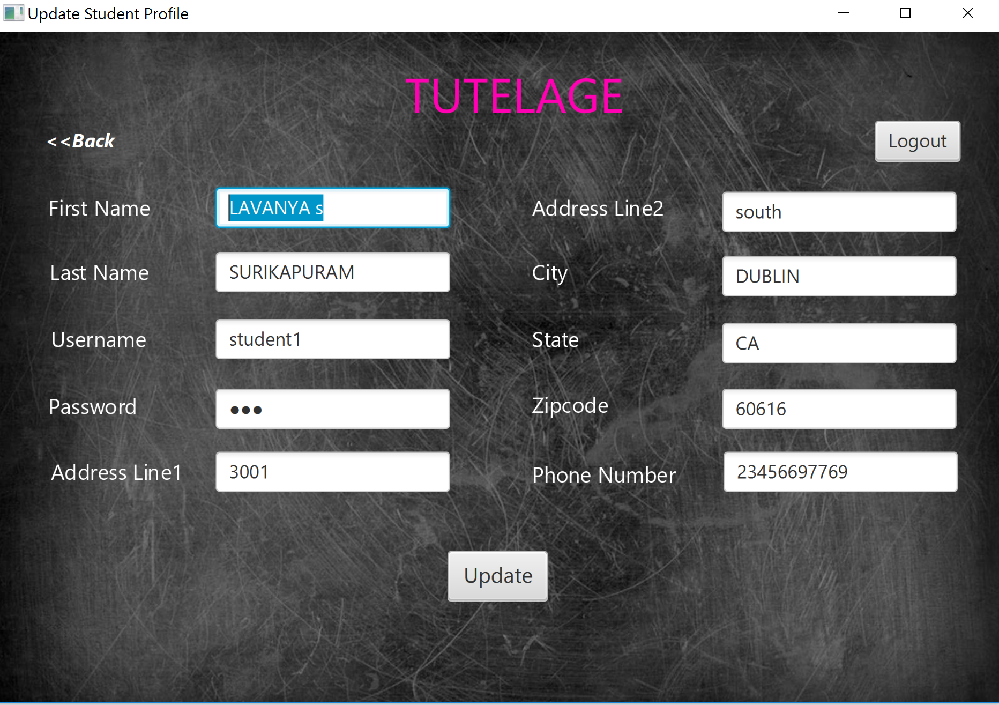 Update Student Profile
TUTELAGE
<<Back
Logout
First Name
LAVANYA s
Address Line2
south
Last Name
SURIKAPURAM
City
DUBLIN
Username
student1
State
CA
Password
●●●
Zipcode
60616
Address Line1
3001
Phone Number
23456697769
Update